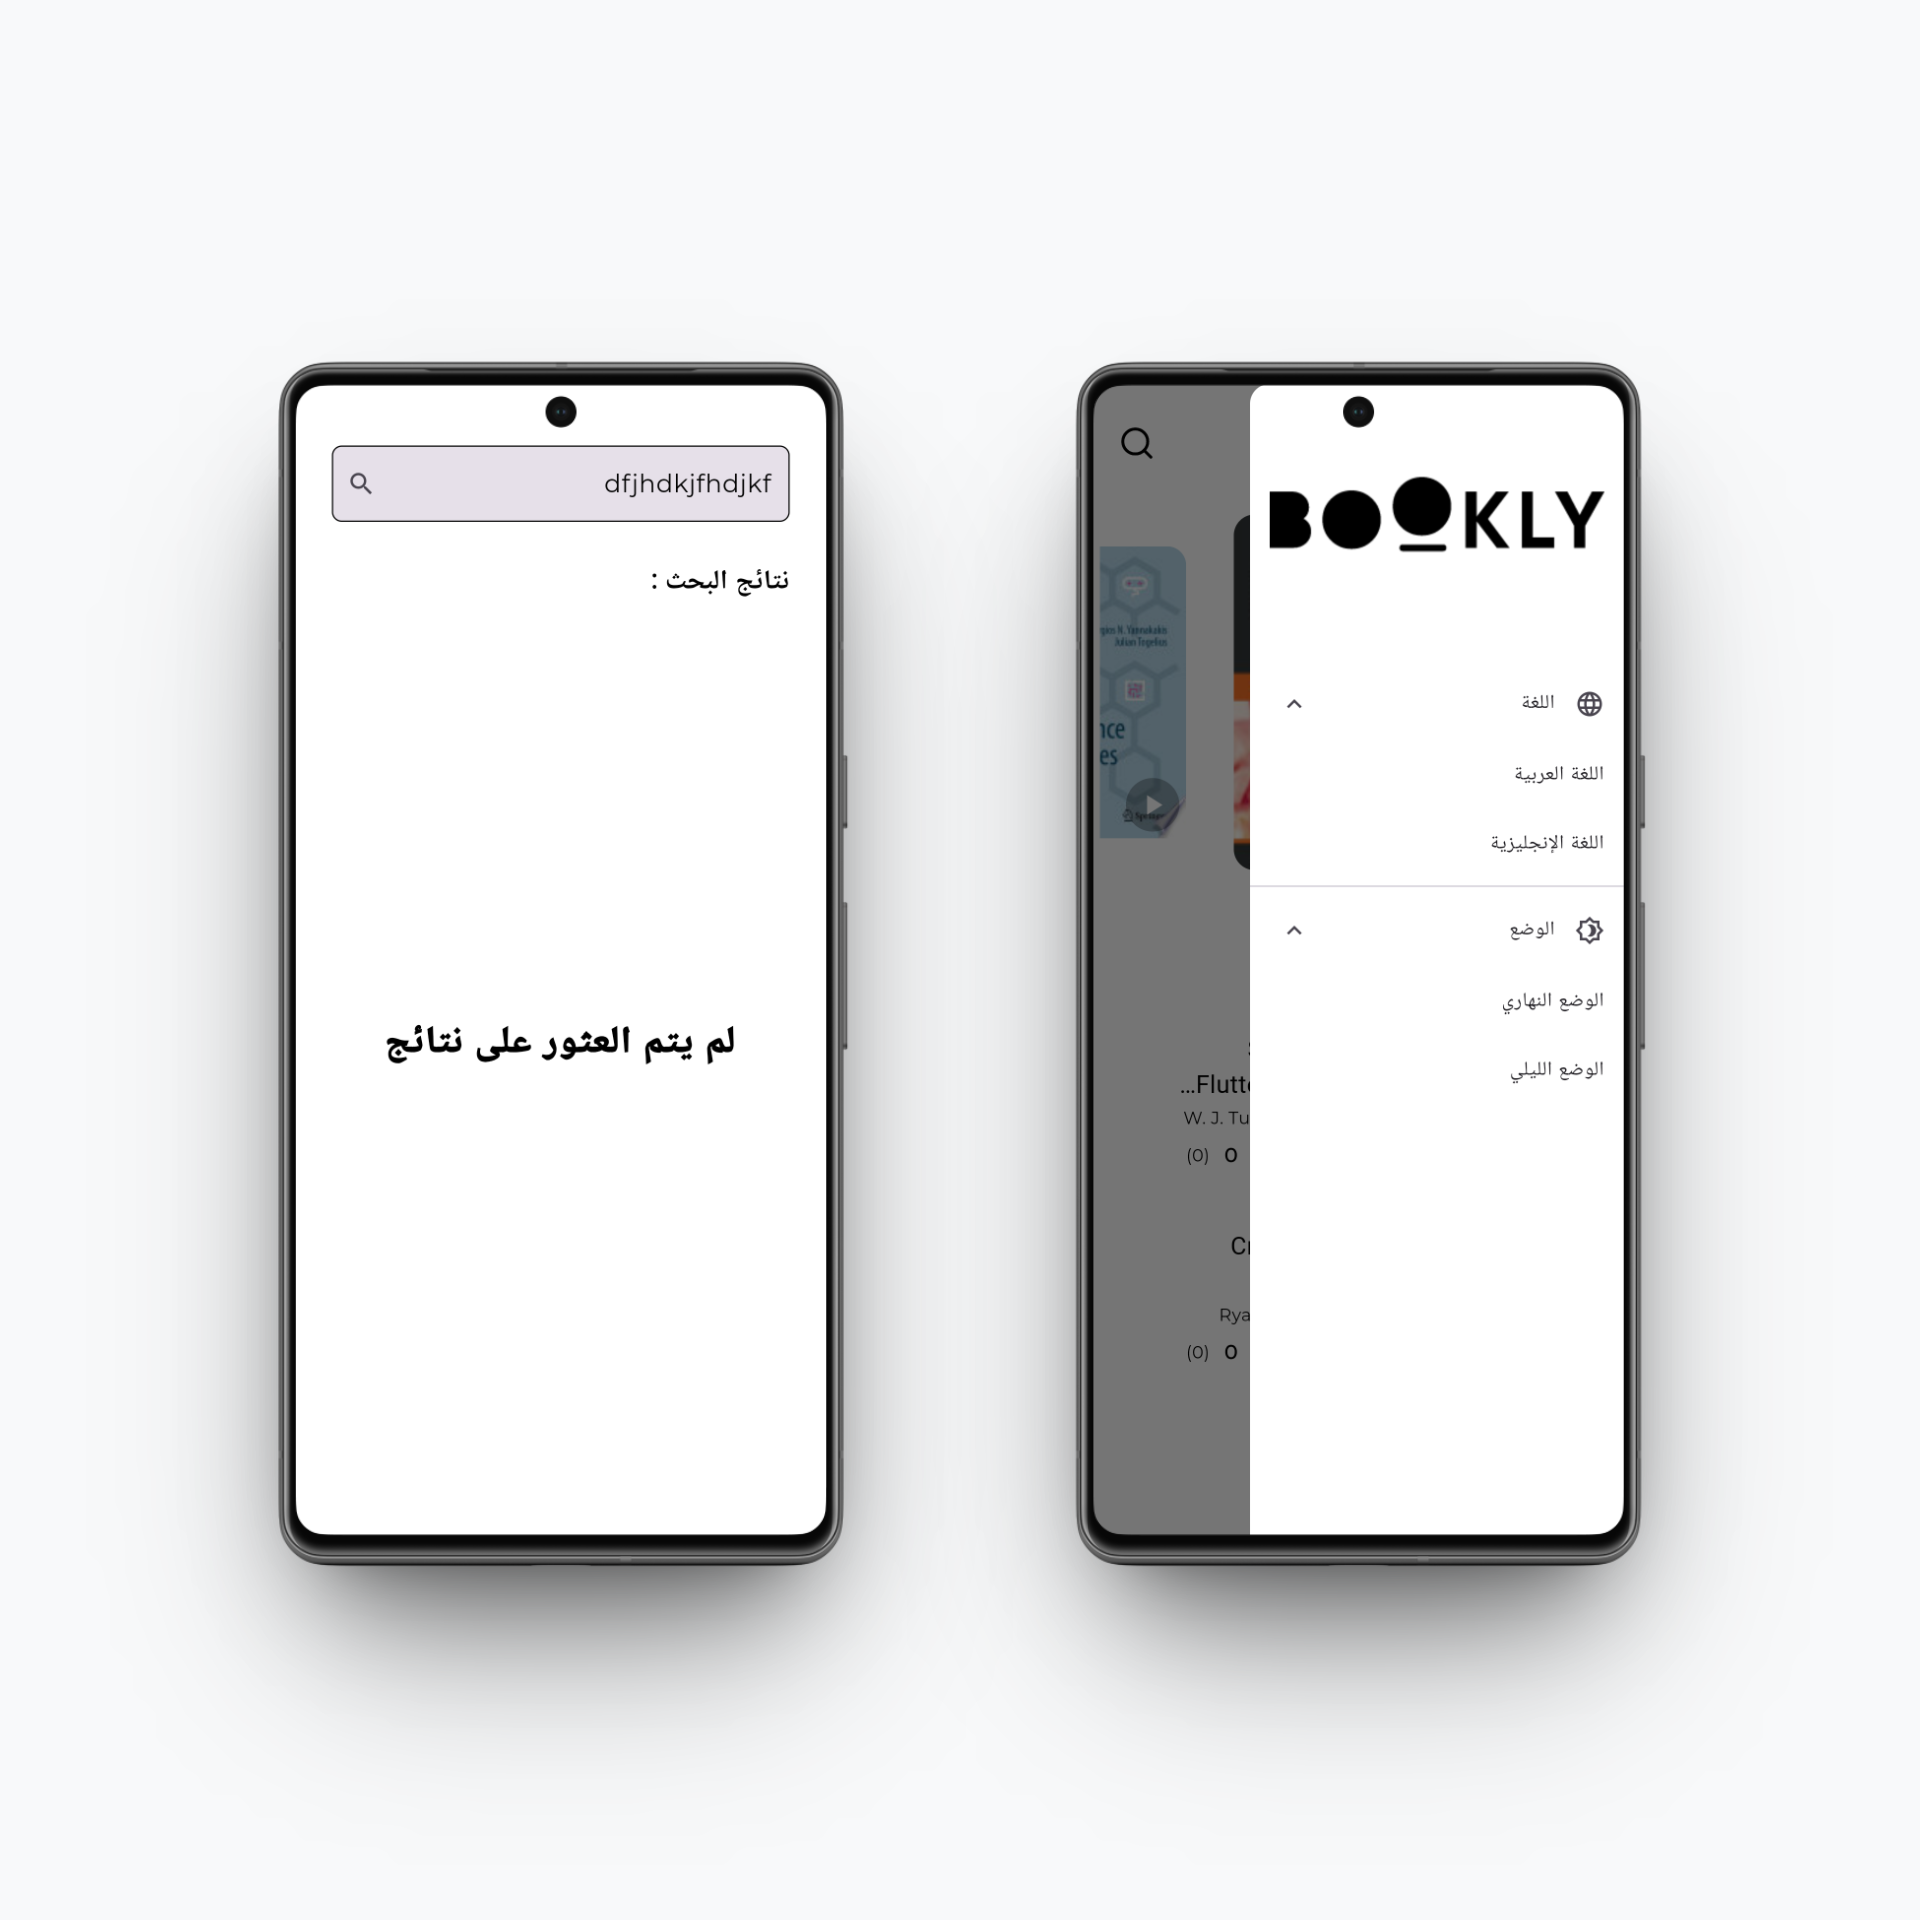 dfjhdkjfhdjkf
نتائج البحث :
لم يتم العثور على نتائج
BOOKLY
اللغة
اللغة العربية
اللغة الإنجليزية
الوضع
الوضع النهاري
الوضع الليلي
N. Yannakakis
Julian Togelius
nce
es
Springer
...Flutt
W. J. Tu
(0) 0
Cr
Rya
(0) 0